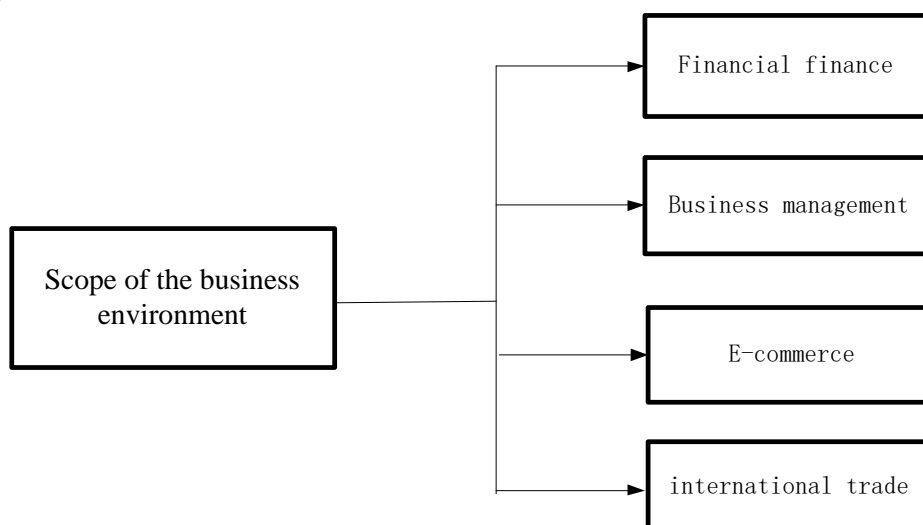 Financial finance
Business management
Scope of the business
environment
E-commerce
international trade